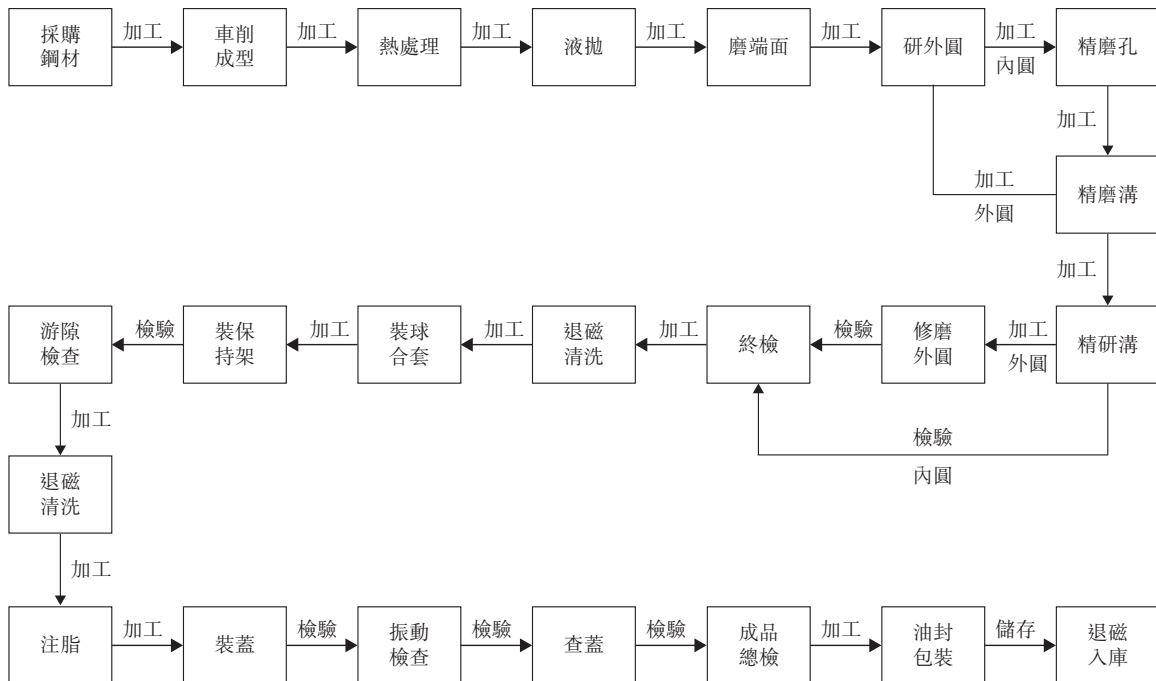 採購
鋼材
加工
車削
成型
加工
熱處理
加工
液拋
加工
磨端面
加工
研外圓
加工
內圓
精磨孔
加工
加工
外圓
精磨溝
加工
精研溝
加工
外圓
修磨
外圓
檢驗
檢驗
內圓
終檢
加工
退磁
清洗
加工
裝球
合套
加工
裝保
持架
檢驗
游隙
檢查
加工
退磁
清洗
加工
注脂
加工
裝蓋
檢驗
振動
檢查
檢驗
查蓋
檢驗
成品
總檢
加工
油封
包裝
儲存
退磁
入庫